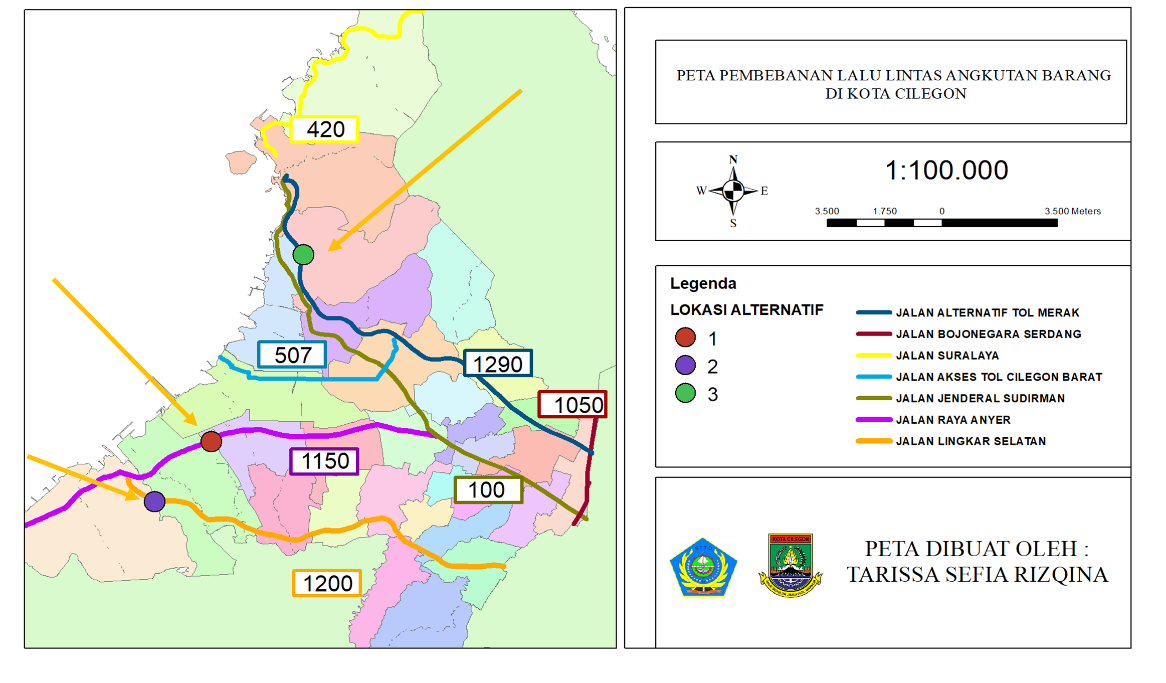 420
507
1290
1050
1150
100
1200
PETA PEMBEBANAN LALU LINTAS ANGKUTAN BARANG
DI KOTA CILEGON
N
W E
S
1:100.000
3.500 1.750 0 3.500 Meters
Legenda
LOKASI ALTERNATIF
1
2
3
JALAN ALTERNATIF TOL MERAK
JALAN BOJONEGARA SERDANG
JALAN SURALAYA
JALAN AKSES TOL CILEGON BARAT
JALAN JENDERAL SUDIRMAN
JALAN RAYA ANYER
JALAN LINGKAR SELATAN
KOTA CILEGON
PETA DIBUAT OLEH :
TARISSA SEFIA RIZQINA